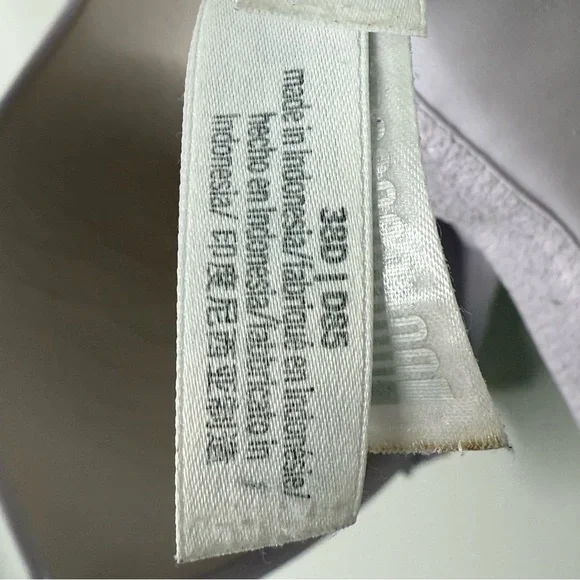 38D | D85
made in Indonesia/fabriqué en Indonésie/
hecho en Indonesia/fabricato in
Indonesia/ 印度尼西亚制造